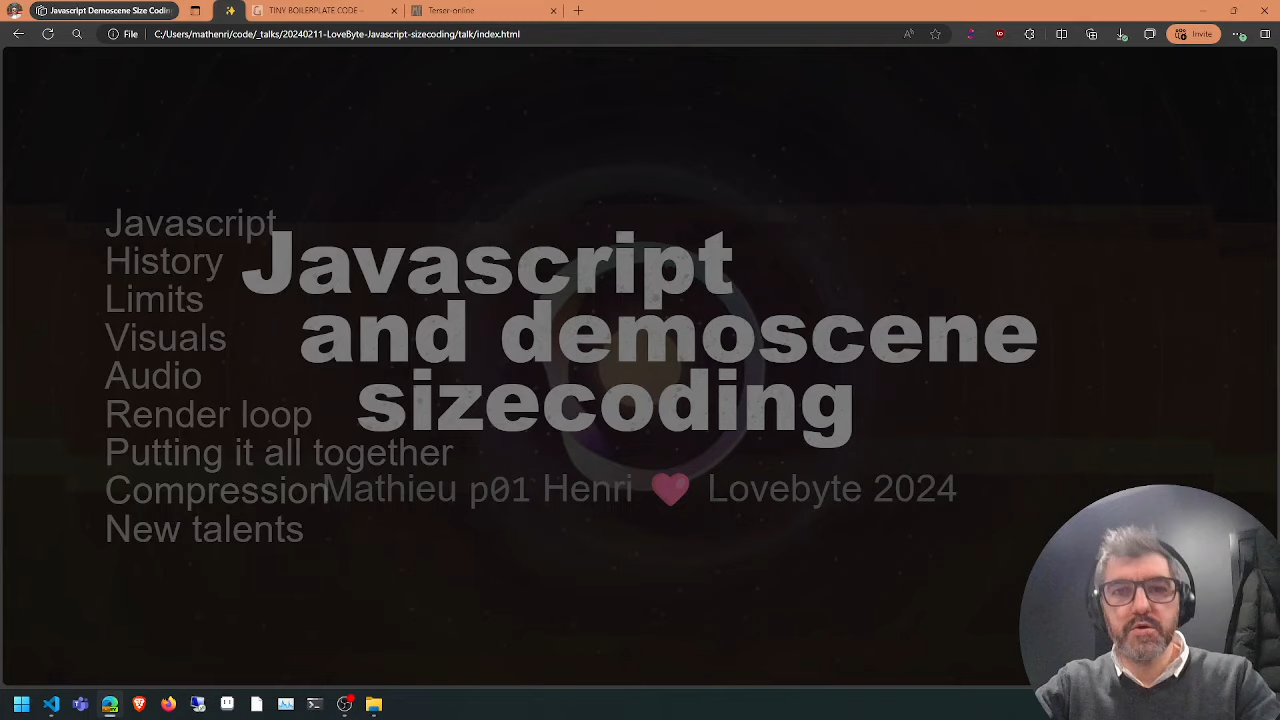 Javascript Demoscene Size Codin
TINY BOILERPLATE CODE –
Terser-online
File
C:/Users/mathenri/code/_talks/20240211-LoveByte-Javascript-sizecoding/talk/index.html
Invite
Javascript
History
Limits
Visuals
Audio
Render loop
Putting it all together
Compression
New talents
Javascript
and demoscene
sizecoding
Mathieu p01 Henri ❤ Lovebyte 2024